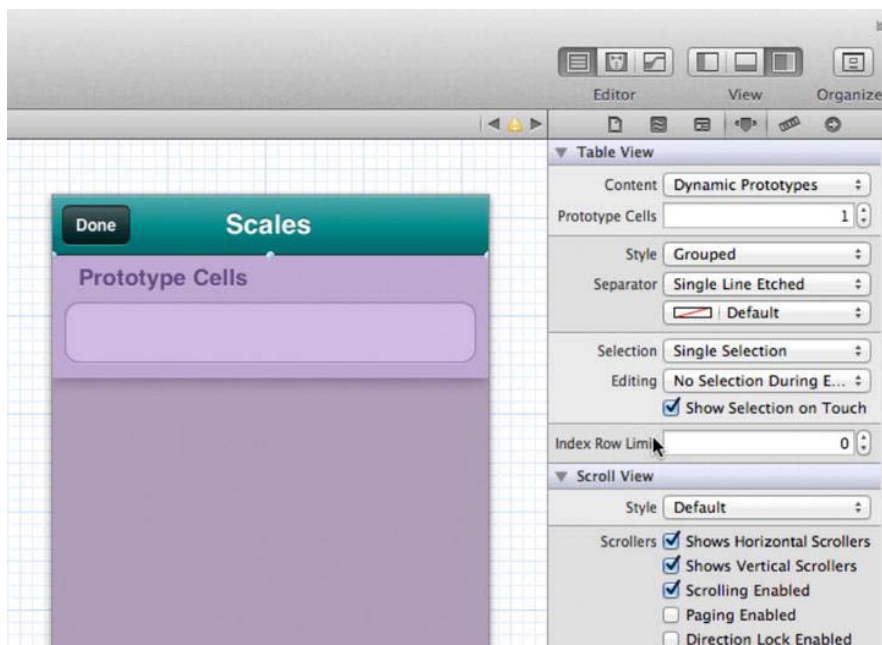 Editor View Organize
Table View
Content Dynamic Prototypes
Prototype Cells 1
Style Grouped
Separator Single Line Etched
Default
Selection Single Selection
Editing No Selection During E...
Show Selection on Touch
Index Row Limi 0
Scroll View
Style Default
Scrollers Shows Horizontal Scrollers
Shows Vertical Scrollers
Scrolling Enabled
Paging Enabled
Direction Lock Enabled
Done Scales
Prototype Cells